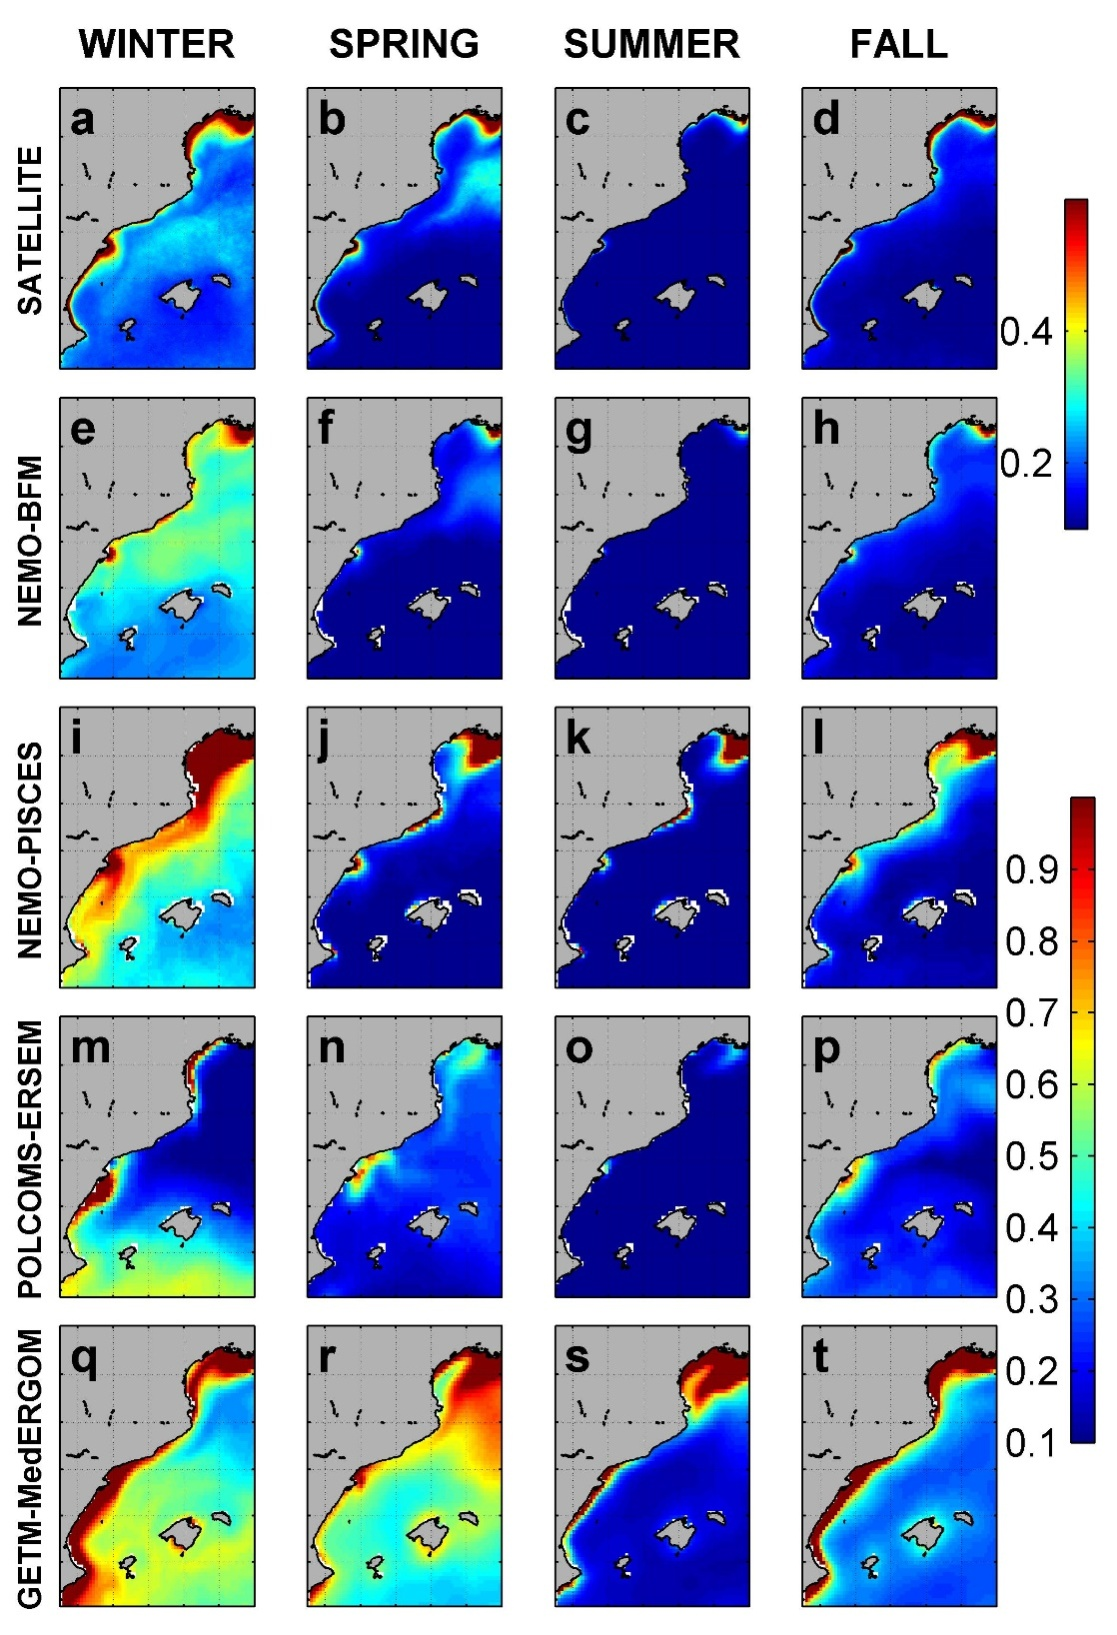 WINTER SPRING SUMMER FALL
SATELLITE
a b c d
0.4
0.2
NEMO-BFM
e f g h
NEMO-PISCES
i j k l
0.9
0.8
0.7
0.6
0.5
0.4
0.3
0.2
0.1
POLCOMS-ERSEM
m n o p
GETM-MedERGOM
q r s t